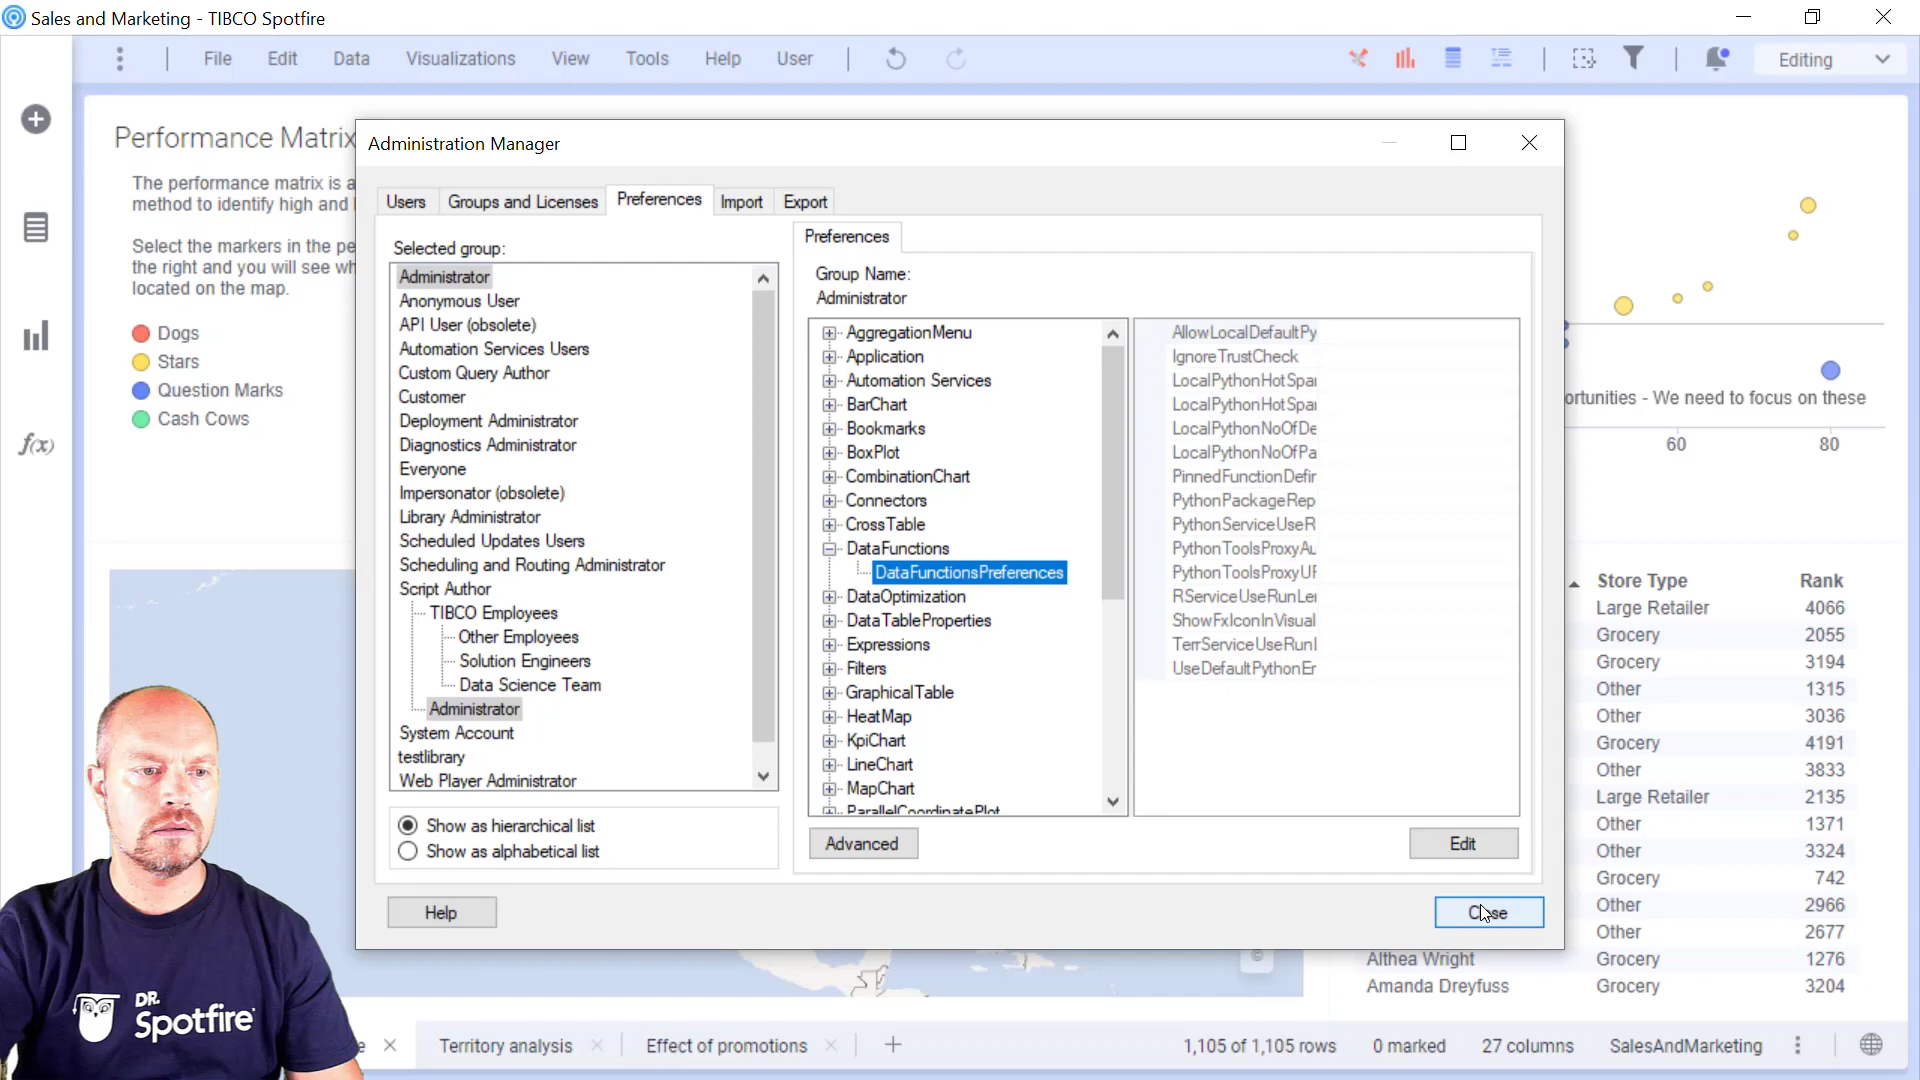 Sales and Marketing - TIBCO Spotfire
File Edit Data Visualizations View Tools Help User Editing
Performance Matrix
The performance matrix is a
method to identify high and
Select the markers in the pe
the right and you will see wh
located on the map.
Dogs
Stars
Question Marks
Cash Cows
f(x)
Administration Manager
Users Groups and Licenses Preferences Import Export
Selected group:
Administrator
Anonymous User
API User (obsolete)
Automation Services Users
Custom Query Author
Customer
Deployment Administrator
Diagnostics Administrator
Everyone
Impersonator (obsolete)
Library Administrator
Scheduled Updates Users
Scheduling and Routing Administrator
Script Author
TIBCO Employees
Other Employees
Solution Engineers
Data Science Team
Administrator
System Account
testlibrary
Web Player Administrator
Show as hierarchical list
Show as alphabetical list
Preferences
Group Name:
Administrator
AggregationMenu
Application
Automation Services
BarChart
Bookmarks
BoxPlot
CombinationChart
Connectors
CrossTable
DataFunctions
DataFunctionsPreferences
DataOptimization
DataTableProperties
Expressions
Filters
GraphicalTable
HeatMap
KpiChart
LineChart
MapChart
ParallelCoordinatePlot
AllowLocalDefaultPy
IgnoreTrustCheck
LocalPythonHotSpar
LocalPythonHotSpar
LocalPythonNoOfDe
LocalPythonNoOfPa
PinnedFunctionDefir
PythonPackageRep
PythonServiceUseR
PythonToolsProxyAu
PythonToolsProxyUF
RServiceUseRunLer
ShowFxIconInVisual
TerrServiceUseRunL
UseDefaultPythonEr
Advanced Edit
Help Close
ortunities - We need to focus on these
60 80
Store Type Rank
Large Retailer 4066
Grocery 2055
Grocery 3194
Other 1315
Other 3036
Grocery 4191
Other 3833
Large Retailer 2135
Other 1371
Other 3324
Grocery 742
Other 2966
Other 2677
Althea Wright Grocery 1276
Amanda Dreyfuss Grocery 3204
DR.
Spotfire
e Territory analysis Effect of promotions 1,105 of 1,105 rows 0 marked 27 columns SalesAndMarketing